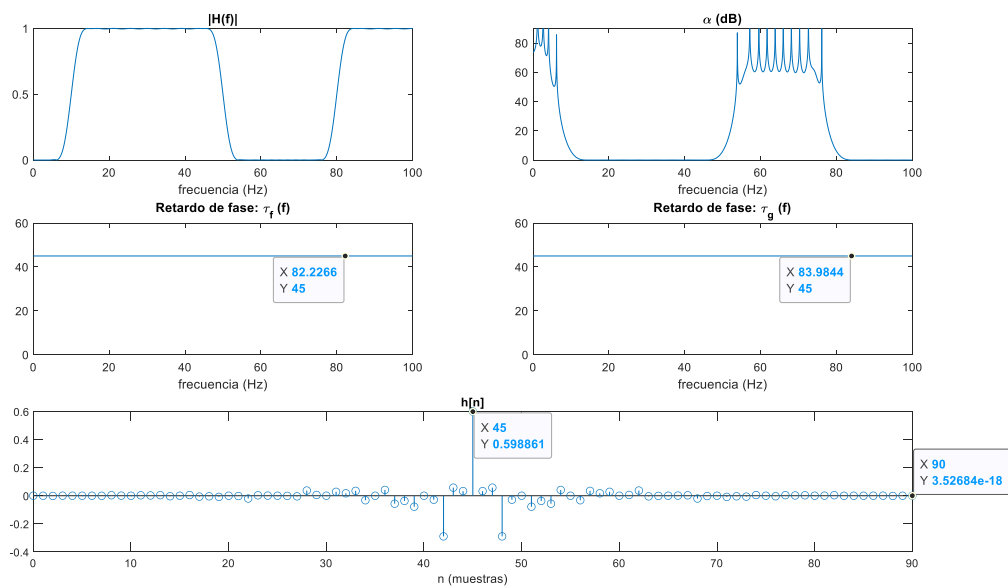 |H(f)|
1
0.5
0
0 20 40 60 80 100
frecuencia (Hz)
α (dB)
80
60
40
20
0
0 20 40 60 80 100
frecuencia (Hz)
Retardo de fase: τf (f)
60
40
20
0
X 82.2266
Y 45
0 20 40 60 80 100
frecuencia (Hz)
Retardo de fase: τg (f)
60
40
20
0
X 83.9844
Y 45
0 20 40 60 80 100
frecuencia (Hz)
h[n]
0.6
0.4
0.2
0
-0.2
-0.4
X 45
Y 0.598861
X 90
Y 3.52684e-18
0 10 20 30 40 50 60 70 80 90
n (muestras)